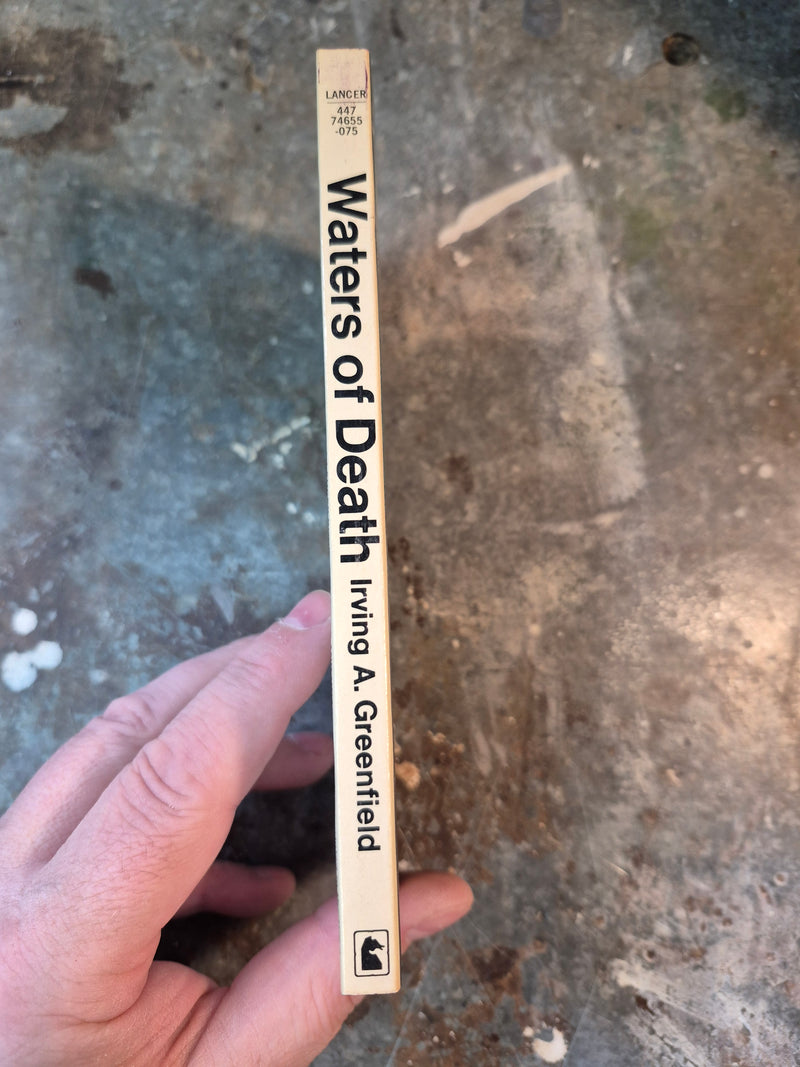 LANCER
447
74655
-075
Waters of Death Irving A. Greenfield